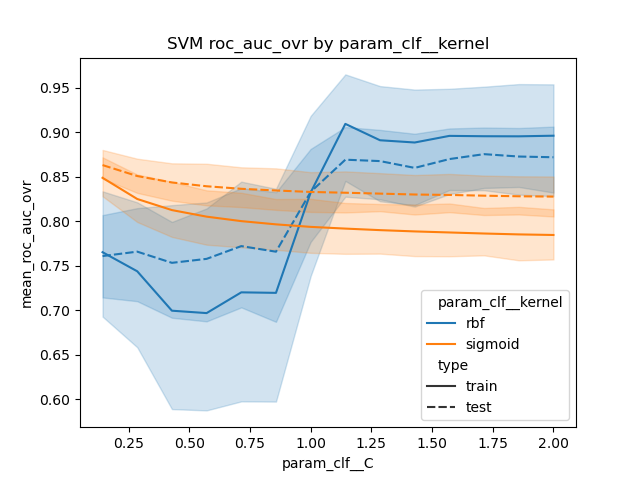 SVM roc_auc_ovr by param_clf__kernel
mean_roc_auc_ovr
0.95
0.90
0.85
0.80
0.75
0.70
0.65
0.60
param_clf__kernel
rbf
sigmoid
type
train
test
0.25 0.50 0.75 1.00 1.25 1.50 1.75 2.00
param_clf__C